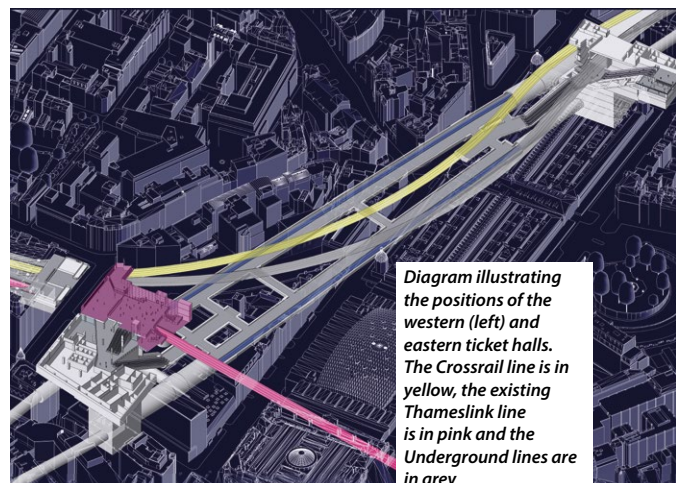 Diagram illustrating
the positions of the
western (left) and
eastern ticket halls.
The Crossrail line is in
yellow, the existing
Thameslink line
is in pink and the
Underground lines are
in grey